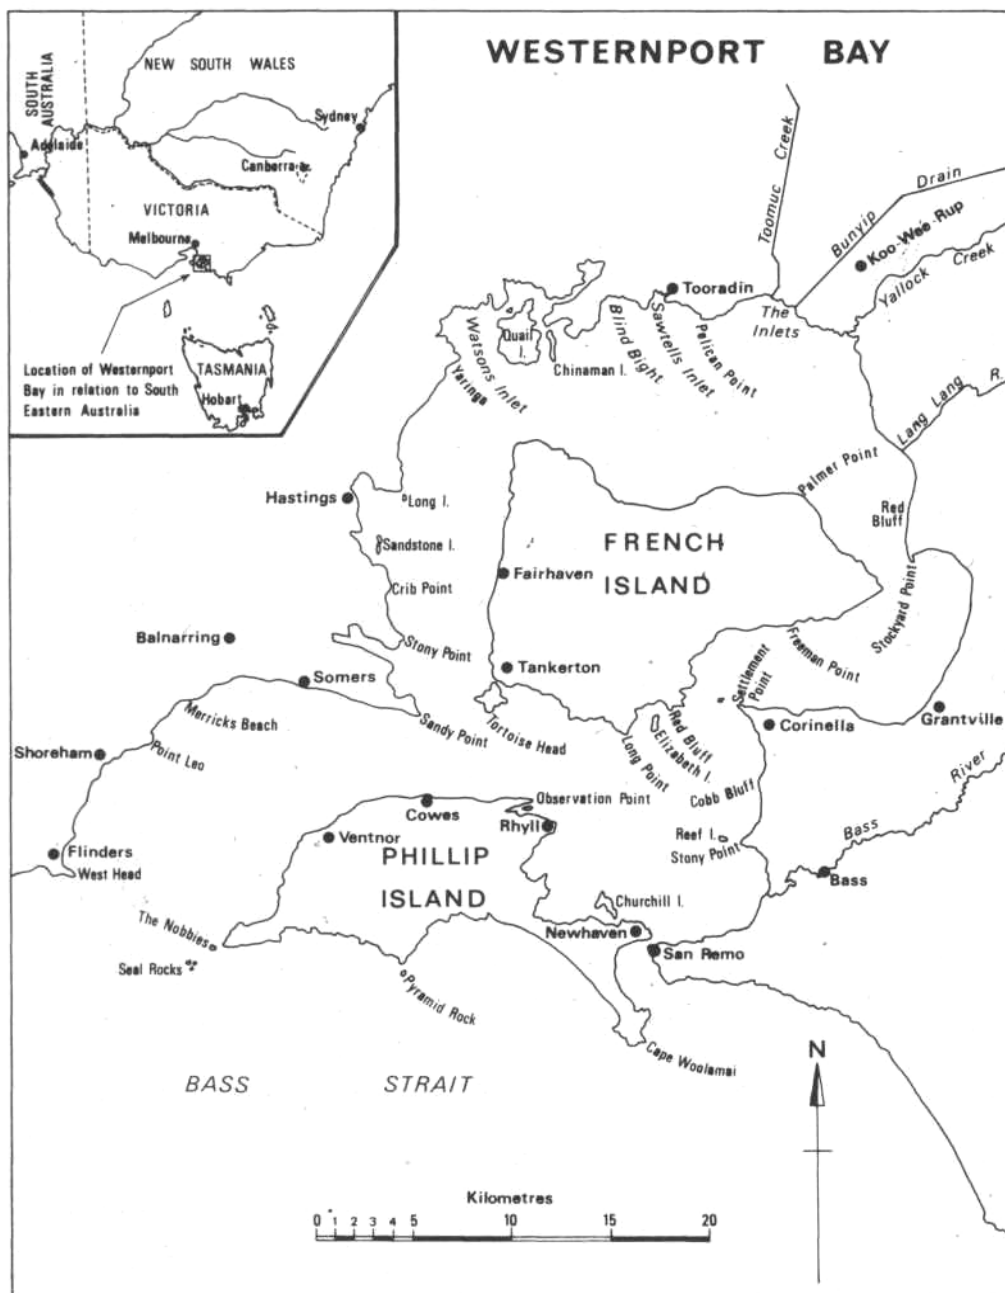 WESTERNPORT BAY
NEW SOUTH WALES
SOUTH
AUSTRALIA
Sydney
Adelaide
Canberra
VICTORIA
Melbourne
TASMANIA
Hobart
Location of Westernport
Bay in relation to South
Eastern Australia
Toomuc Creek
Bunyip Drain
Koo-Wee-Rup
Yallock Creek
Tooradin
The
Inlets
Quail
I.
Chinaman I.
Watsons Inlet
Yaringa
Blind Bight
Sawtells Inlet
Pelican Point
Lang Lang R.
Palmer Point
Red
Bluff
Hastings
Long I.
Sandstone I.
Crib Point
FRENCH
ISLAND
Fairhaven
Stockyard Point
Balnarring
Stony Point
Freeman Point
Settlement
Point
Somers
Tankerton
Merricks Beach
Sandy Point
Tortoise Head
Red Bluff
Elizabeth I.
Long Point
Corinella
Grantville
Shoreham
Point Leo
Cobb Bluff
Bass River
Observation Point
Cowes
Rhyll
Ventnor
Reef I.
Stony Point
Flinders
West Head
PHILLIP
ISLAND
Bass
Churchill I.
The Nobbies
Newhaven
San Remo
Seal Rocks
Pyramid Rock
Cape Woolamai
BASS STRAIT
N
Kilometres
0 1 2 3 4 5 10 15 20